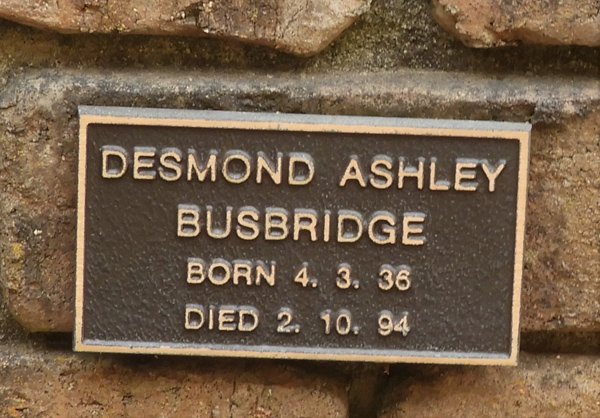 DESMOND ASHLEY
BUSBRIDGE
BORN 4. 3. 36
DIED 2. 10. 94